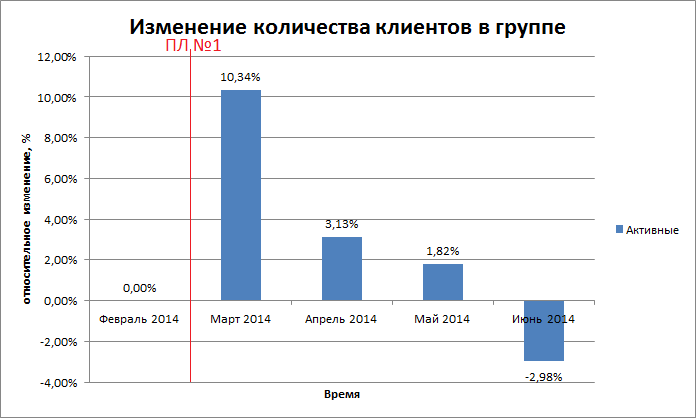 Изменение количества клиентов в группе
ПЛ №1
12,00%
10,00%
8,00%
6,00%
4,00%
2,00%
0,00%
-2,00%
-4,00%
относительное изменение, %
0,00%
10,34%
3,13%
1,82%
-2,98%
Февраль 2014
Март 2014
Апрель 2014
Май 2014
Июнь 2014
Время
Активные